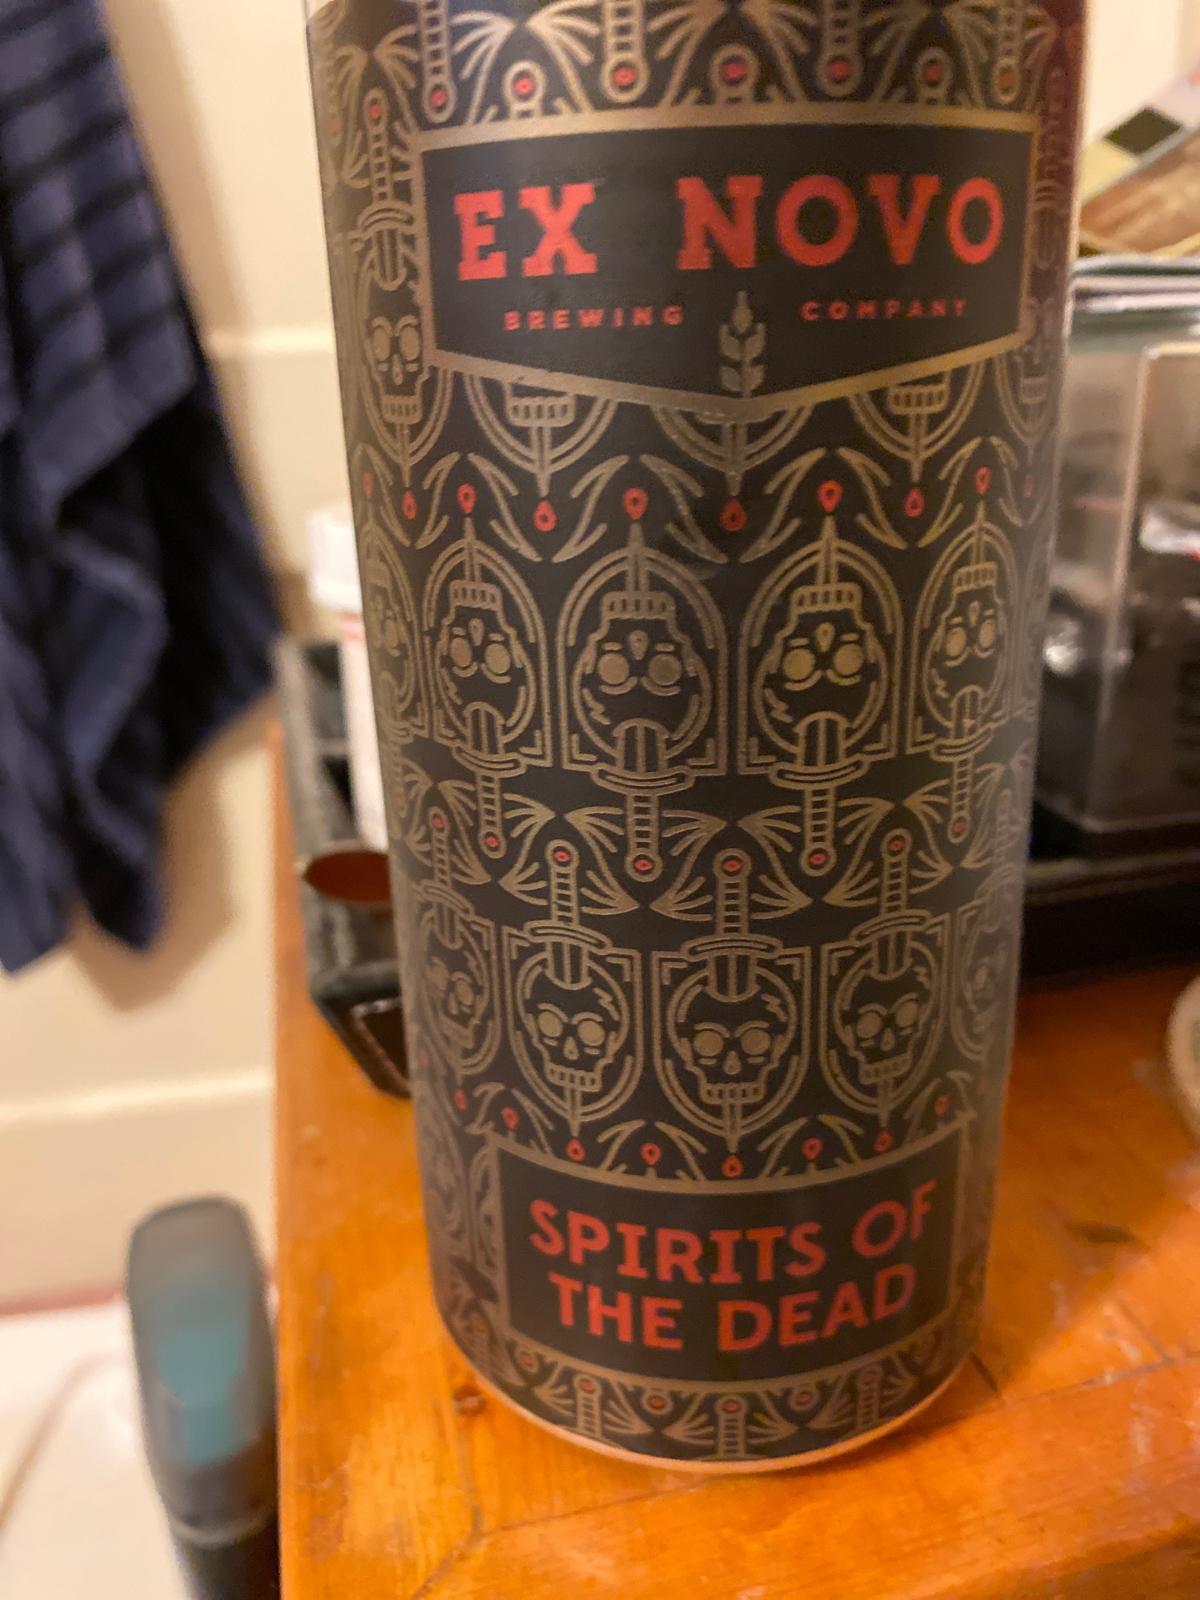 EX NOVO
BREWING COMPANY
SPIRITS OF
THE DEAD